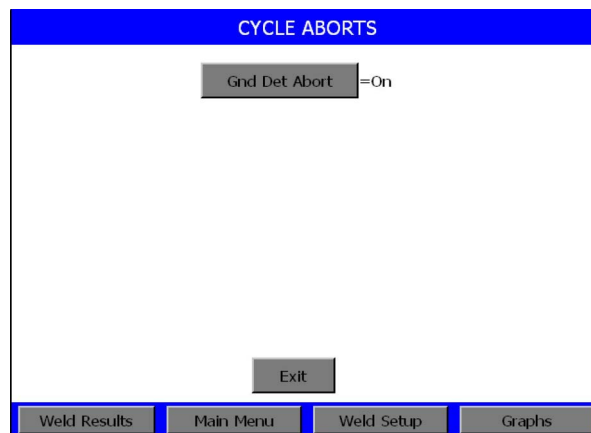 CYCLE ABORTS
Gnd Det Abort =On
Exit
Weld Results Main Menu Weld Setup Graphs